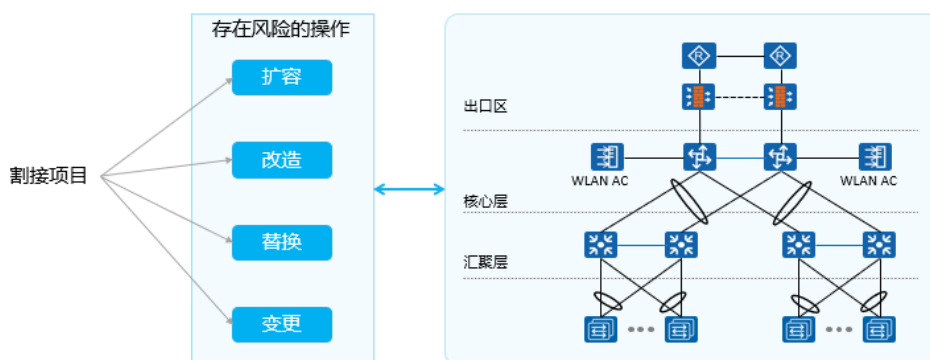 存在风险的操作
扩容
改造
割接项目
替换
变更
R
R
出口区
WLAN AC
WLAN AC
核心层
汇聚层